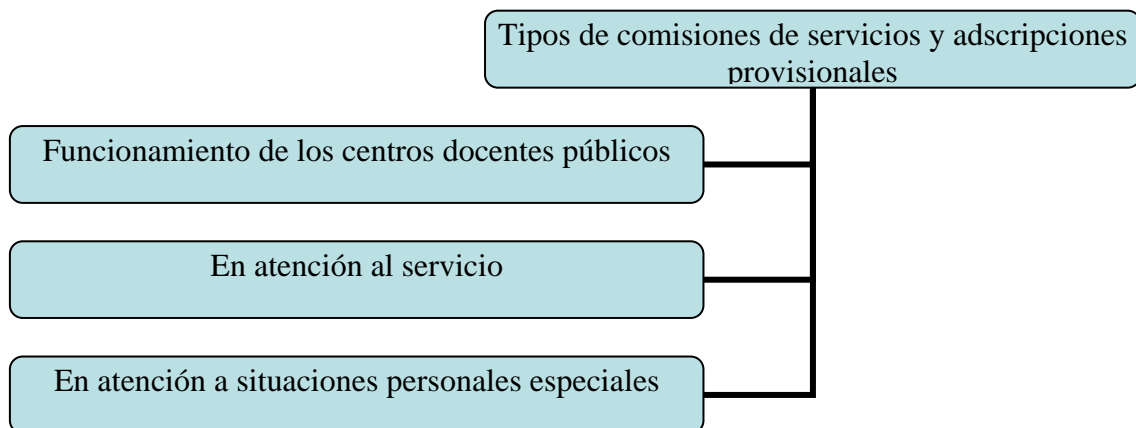 Tipos de comisiones de servicios y adscripciones
provisionales
Funcionamiento de los centros docentes públicos
En atención al servicio
En atención a situaciones personales especiales